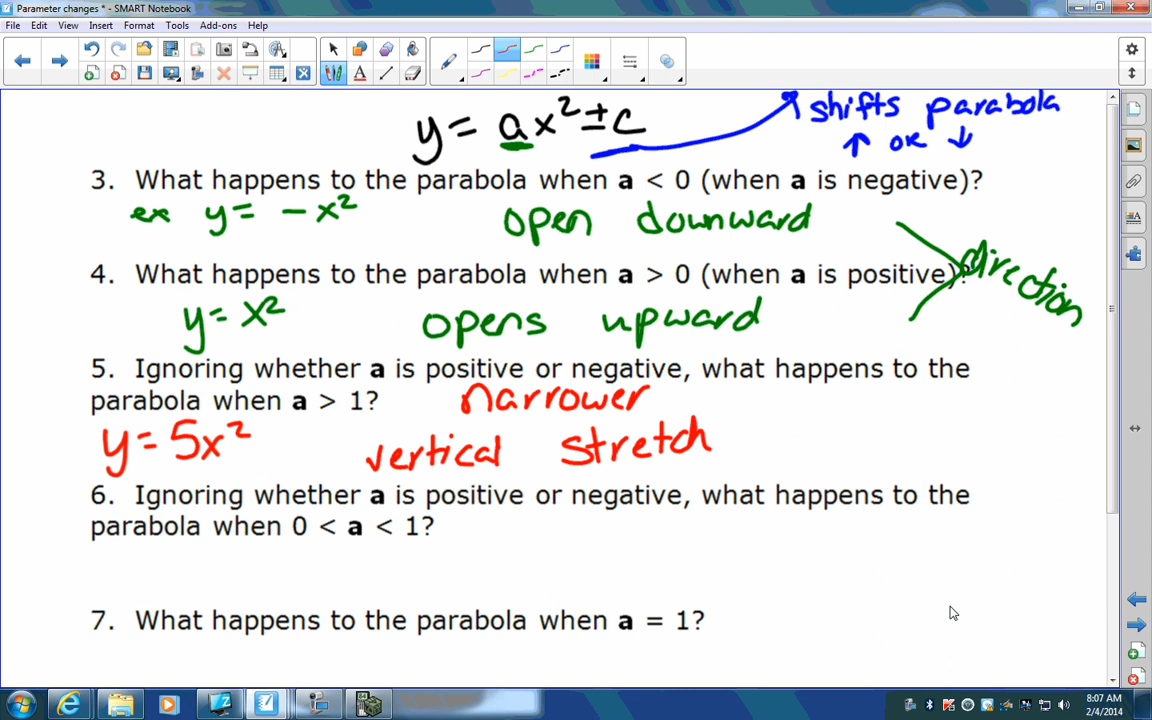 Parameter changes * - SMART Notebook
File Edit View Insert Format Tools Add-ons Help
y = ax² ± c
shifts parabola
↑ or ↓
3. What happens to the parabola when a < 0 (when a is negative)?
ex y = -x² open downward
4. What happens to the parabola when a > 0 (when a is positive)?
direction
y = x² opens upward
5. Ignoring whether a is positive or negative, what happens to the
parabola when a > 1? narrower
y = 5x² vertical stretch
6. Ignoring whether a is positive or negative, what happens to the
parabola when 0 < a < 1?
7. What happens to the parabola when a = 1?
8:07 AM
2/4/2014